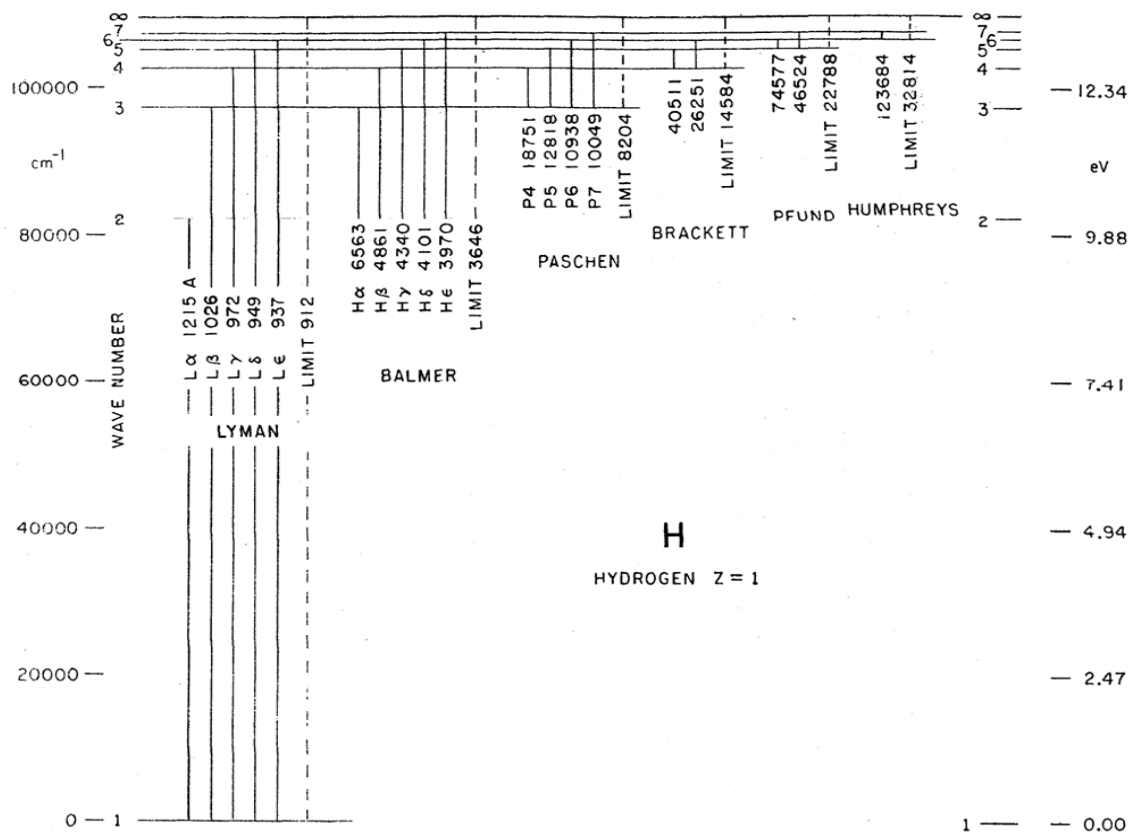 ∞
7
6
5
4
3
2
1
100000
cm⁻¹
80000
60000
40000
20000
0
WAVE NUMBER
Lα 1215 A
Lβ 1026
Lγ 972
Lδ 949
Lε 937
LIMIT 912
LYMAN
Hα 6563
Hβ 4861
Hγ 4340
Hδ 4101
Hε 3970
LIMIT 3646
BALMER
P4 18751
P5 12818
P6 10938
P7 10049
LIMIT 8204
PASCHEN
40511
26251
LIMIT 14584
BRACKETT
74577
46524
LIMIT 22788
PFUND
123684
LIMIT 32814
HUMPHREYS
H
HYDROGEN Z = 1
∞
7
6
5
4
3
2
1
12.34
eV
9.88
7.41
4.94
2.47
0.00